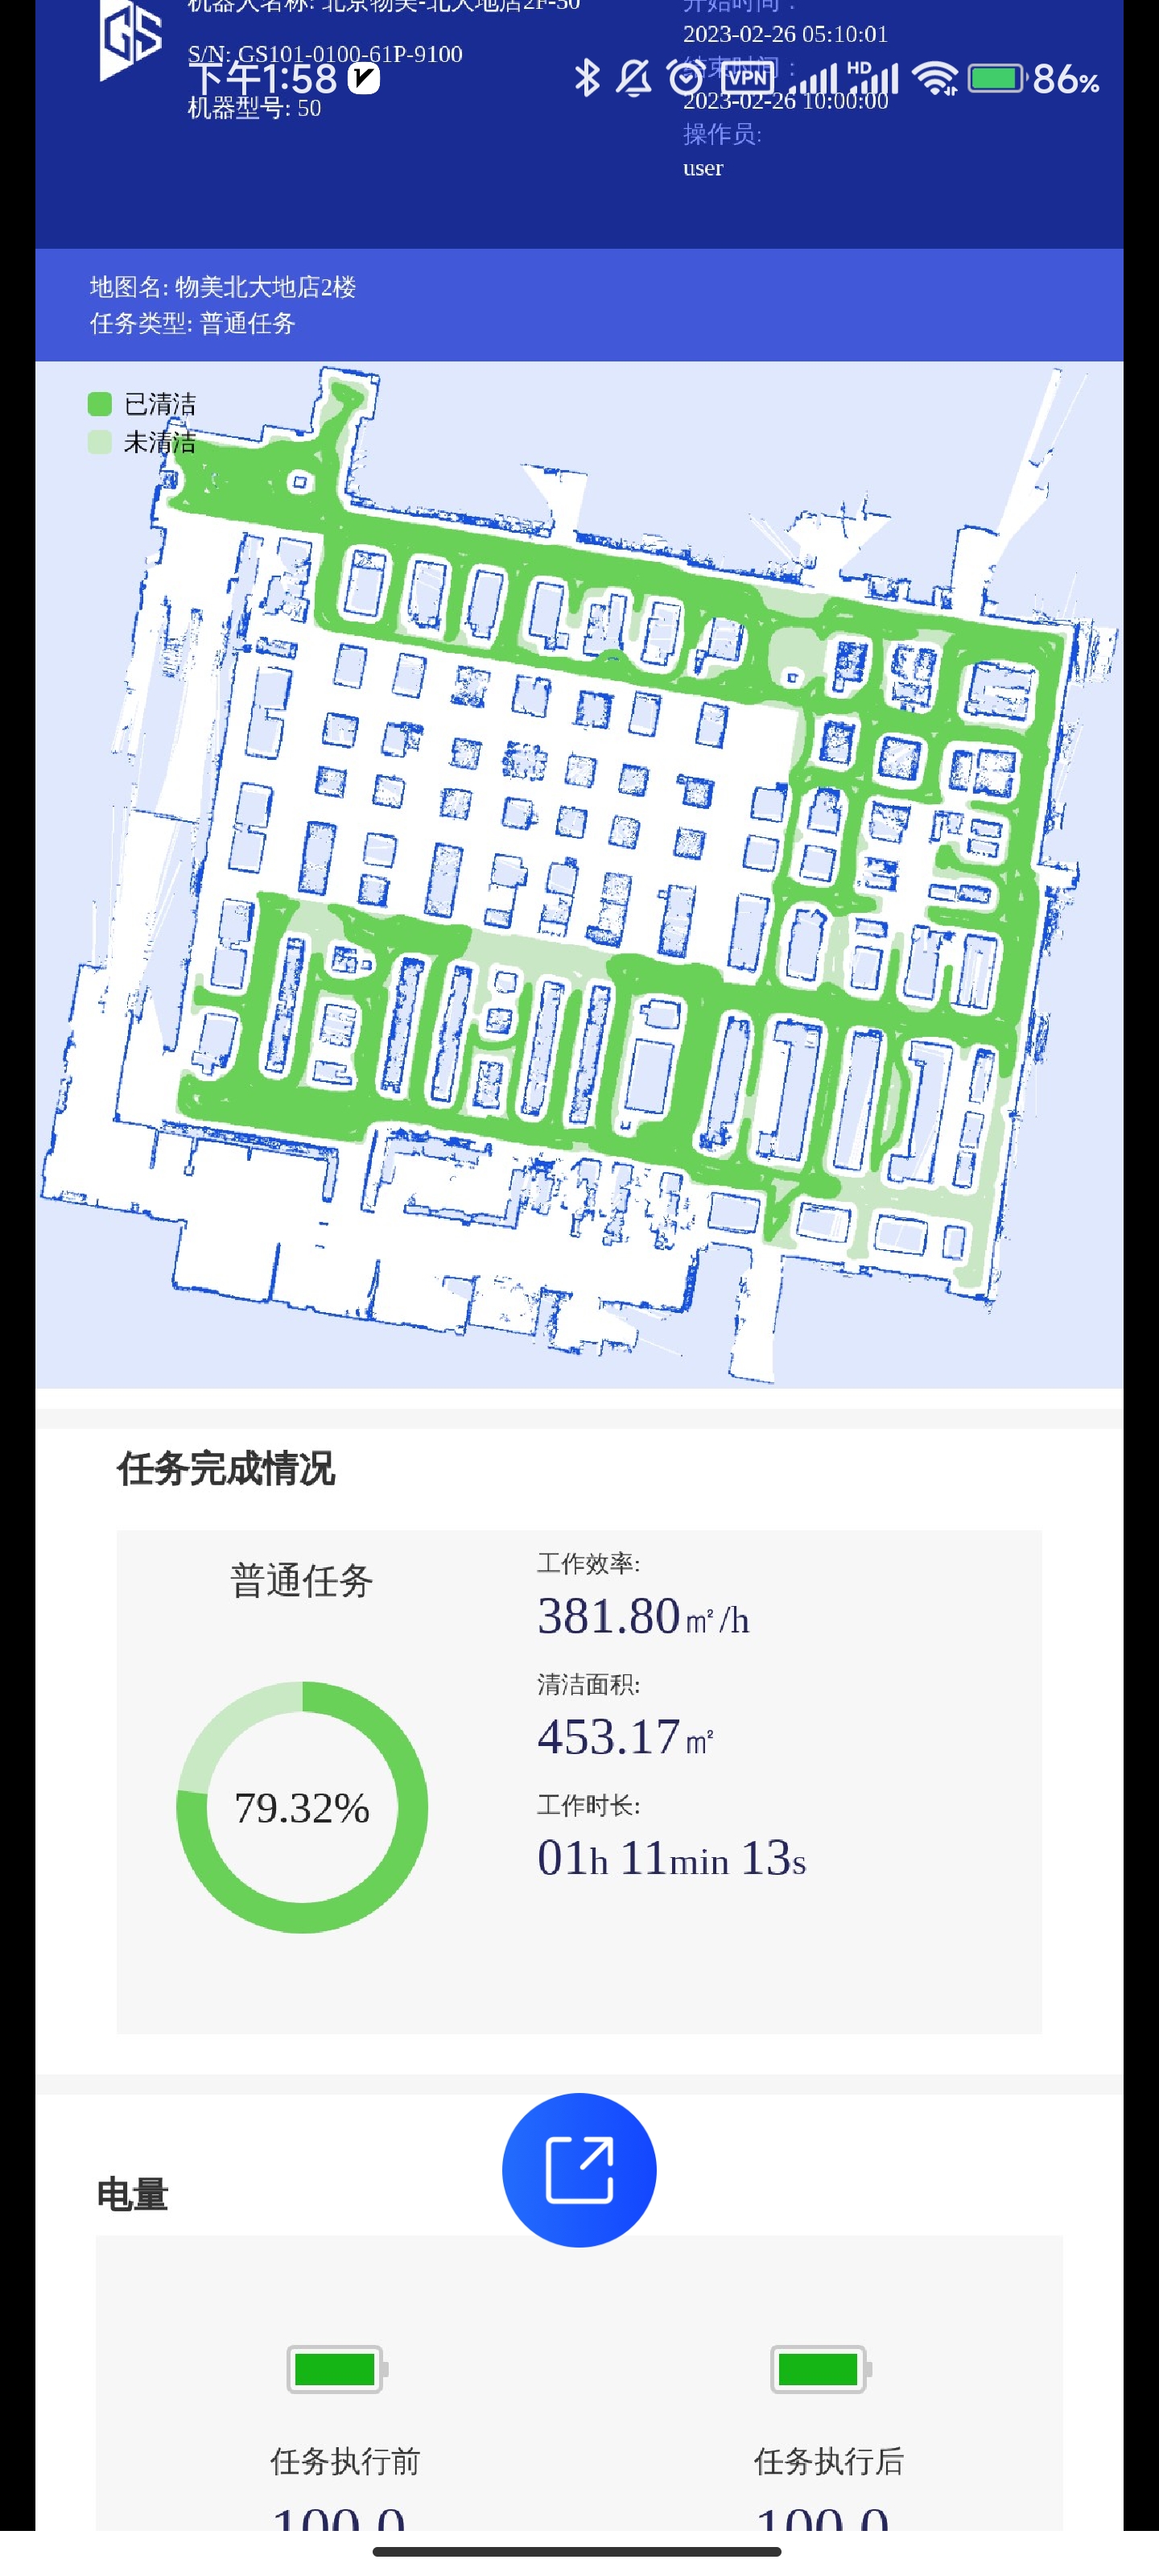 GS
机器人名称: 北京物美-北大地店2F-50
S/N: GS101-0100-61P-9100
机器型号: 50
开始时间：
2023-02-26 05:10:01
结束时间：
2023-02-26 10:00:00
操作员:
user
下午1:58
VPN
HD
86%
地图名: 物美北大地店2楼
任务类型: 普通任务
已清洁
未清洁
任务完成情况
普通任务
79.32%
工作效率:
381.80㎡/h
清洁面积:
453.17㎡
工作时长:
01h 11min 13s
电量
任务执行前
100.0
任务执行后
100.0